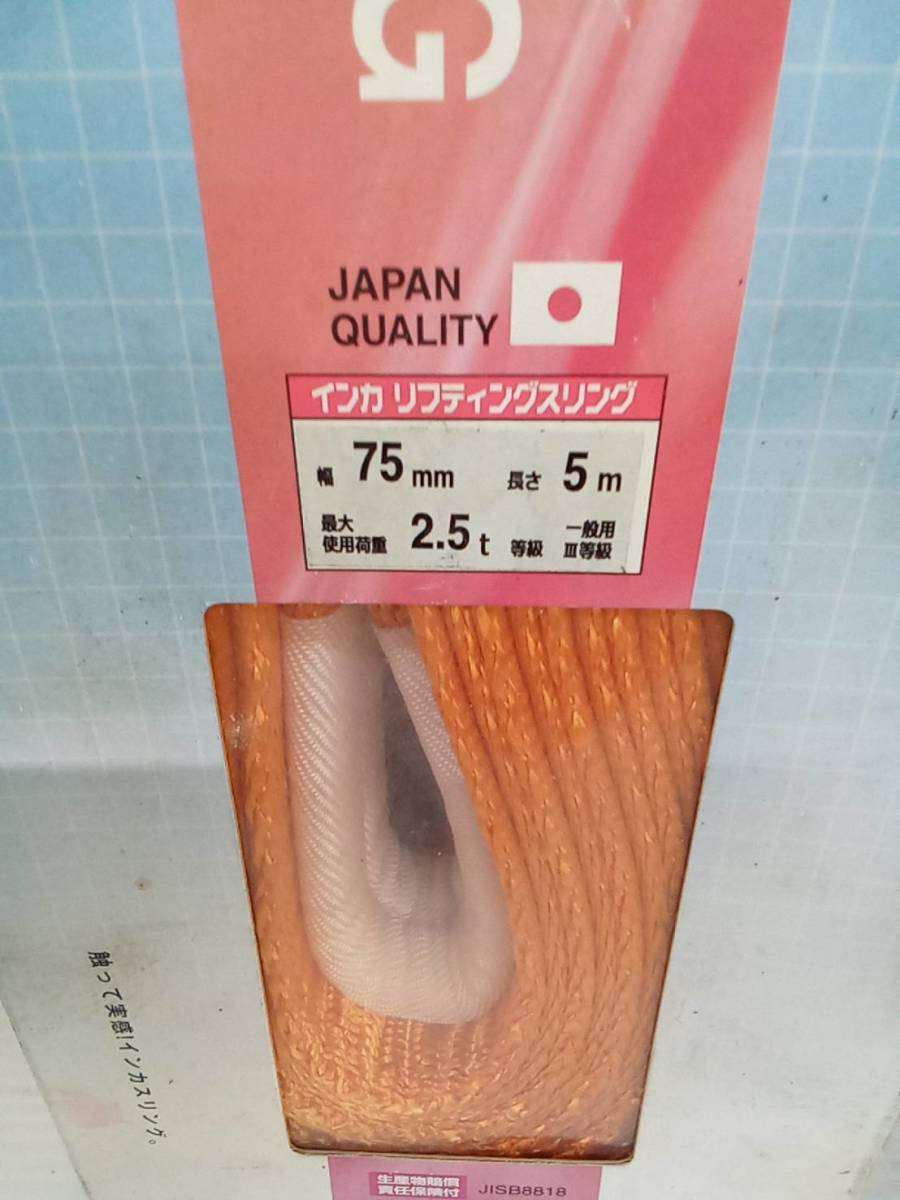 G
JAPAN
QUALITY
インカ リフティングスリング
幅 75 mm 長さ 5 m
最大
使用荷重 2.5 t 等級 一般用
Ⅲ等級
触って実感!インカスリング。
生産物賠償
責任保険付 JISB8818